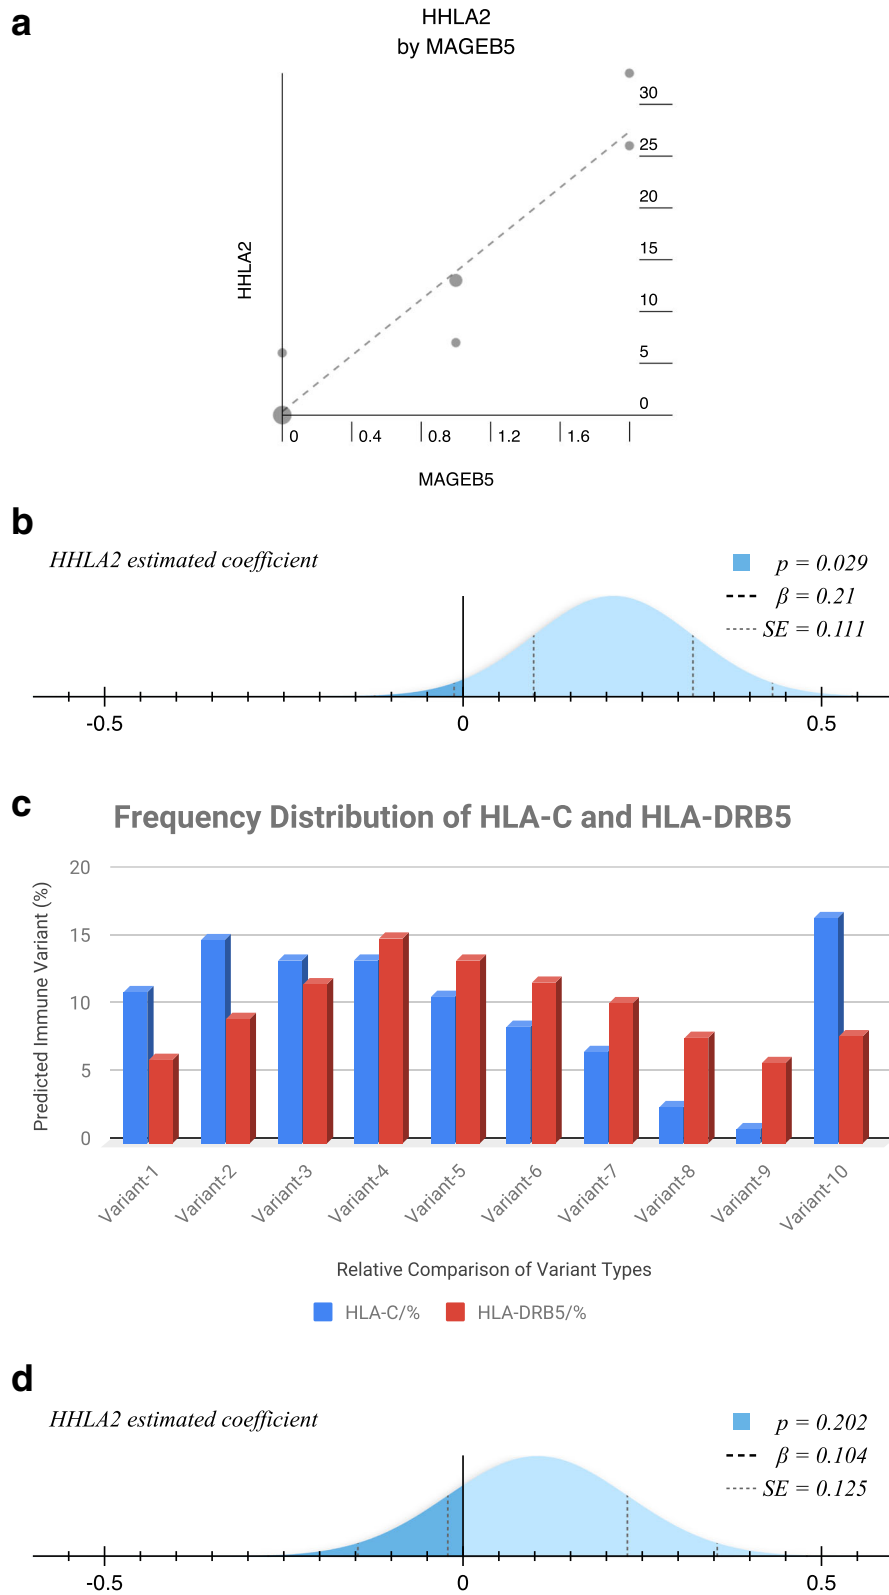 a
HHLA2
by MAGEB5
HHLA2
30
25
20
15
10
5
0
0 0.4 0.8 1.2 1.6
MAGEB5
b
HHLA2 estimated coefficient
p = 0.029
β = 0.21
SE = 0.111
-0.5 0 0.5
c
Frequency Distribution of HLA-C and HLA-DRB5
Predicted Immune Variant (%)
20
15
10
5
0
Variant-1 Variant-2 Variant-3 Variant-4 Variant-5 Variant-6 Variant-7 Variant-8 Variant-9 Variant-10
Relative Comparison of Variant Types
HLA-C/% HLA-DRB5/%
d
HHLA2 estimated coefficient
p = 0.202
β = 0.104
SE = 0.125
-0.5 0 0.5